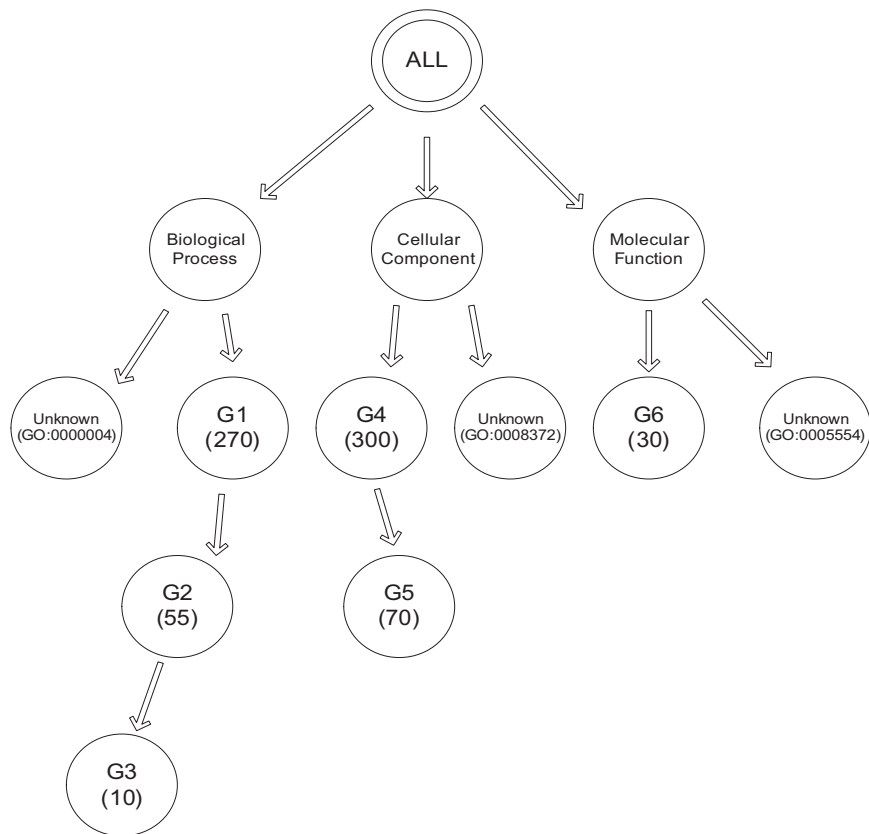 ALL
Biological
Process
Cellular
Component
Molecular
Function
Unknown
(GO:0000004)
G1
(270)
G4
(300)
Unknown
(GO:0008372)
G6
(30)
Unknown
(GO:0005554)
G2
(55)
G5
(70)
G3
(10)